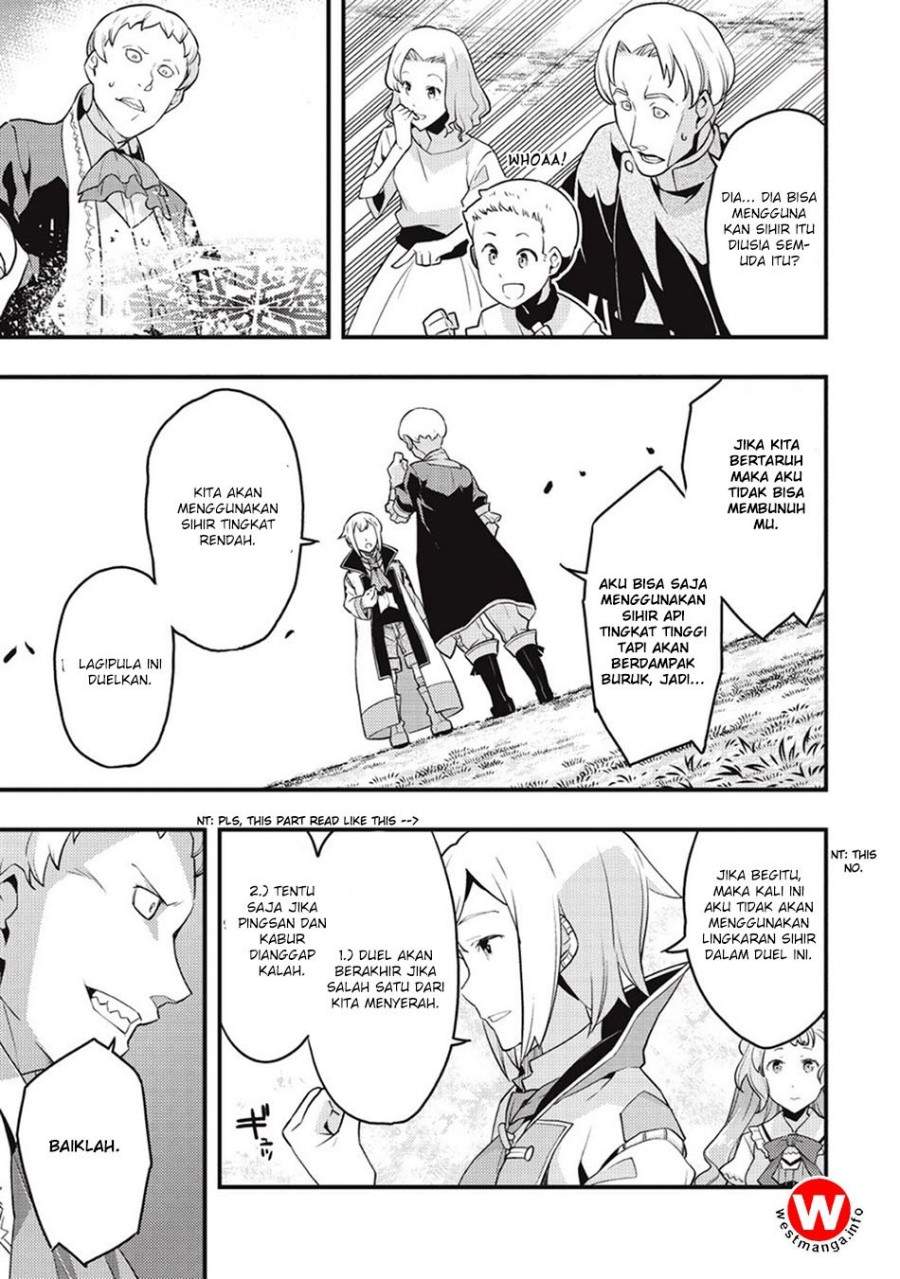 DIA... DIA BISA
MENGGUNA
KAN SIHIR ITU
DILUSIA SEM-
UDA ITU?
WHOAA!
JIKA KITA
BERTARUH
MAKA AKU
TIDAK BISA
MEMBUNUH
MU.
AKU BISA SAJA
MENGGUNAKAN
SIHIR API
TINGKAT TINGGI
TAPI AKAN
BERDAMPAK
BURUK, JADI...
KITA AKAN
MENGGUNAKAN
SIHIR TINGKAT
RENDAH.
LAGIPULA INI
DUELKAN.
NT: PLS, THIS PART READ LIKE THIS -->
NT: THIS
NO.
JIKA BEGITU,
MAKA KALI INI
AKU TIDAK AKAN
MENGGUNAKAN
LINGKARAN SIHIR
DALAM DUEL INI.
1.) DUEL AKAN
BERAKHIR JIKA
SALAH SATU DARI
KITA MENYERAH.
2.) TENTU
SAJA JIKA
PINGSAN DAN
KABUR
DIANGGAP
KALAH.
ギュ
BAIKLAH.
W
westmanga.info